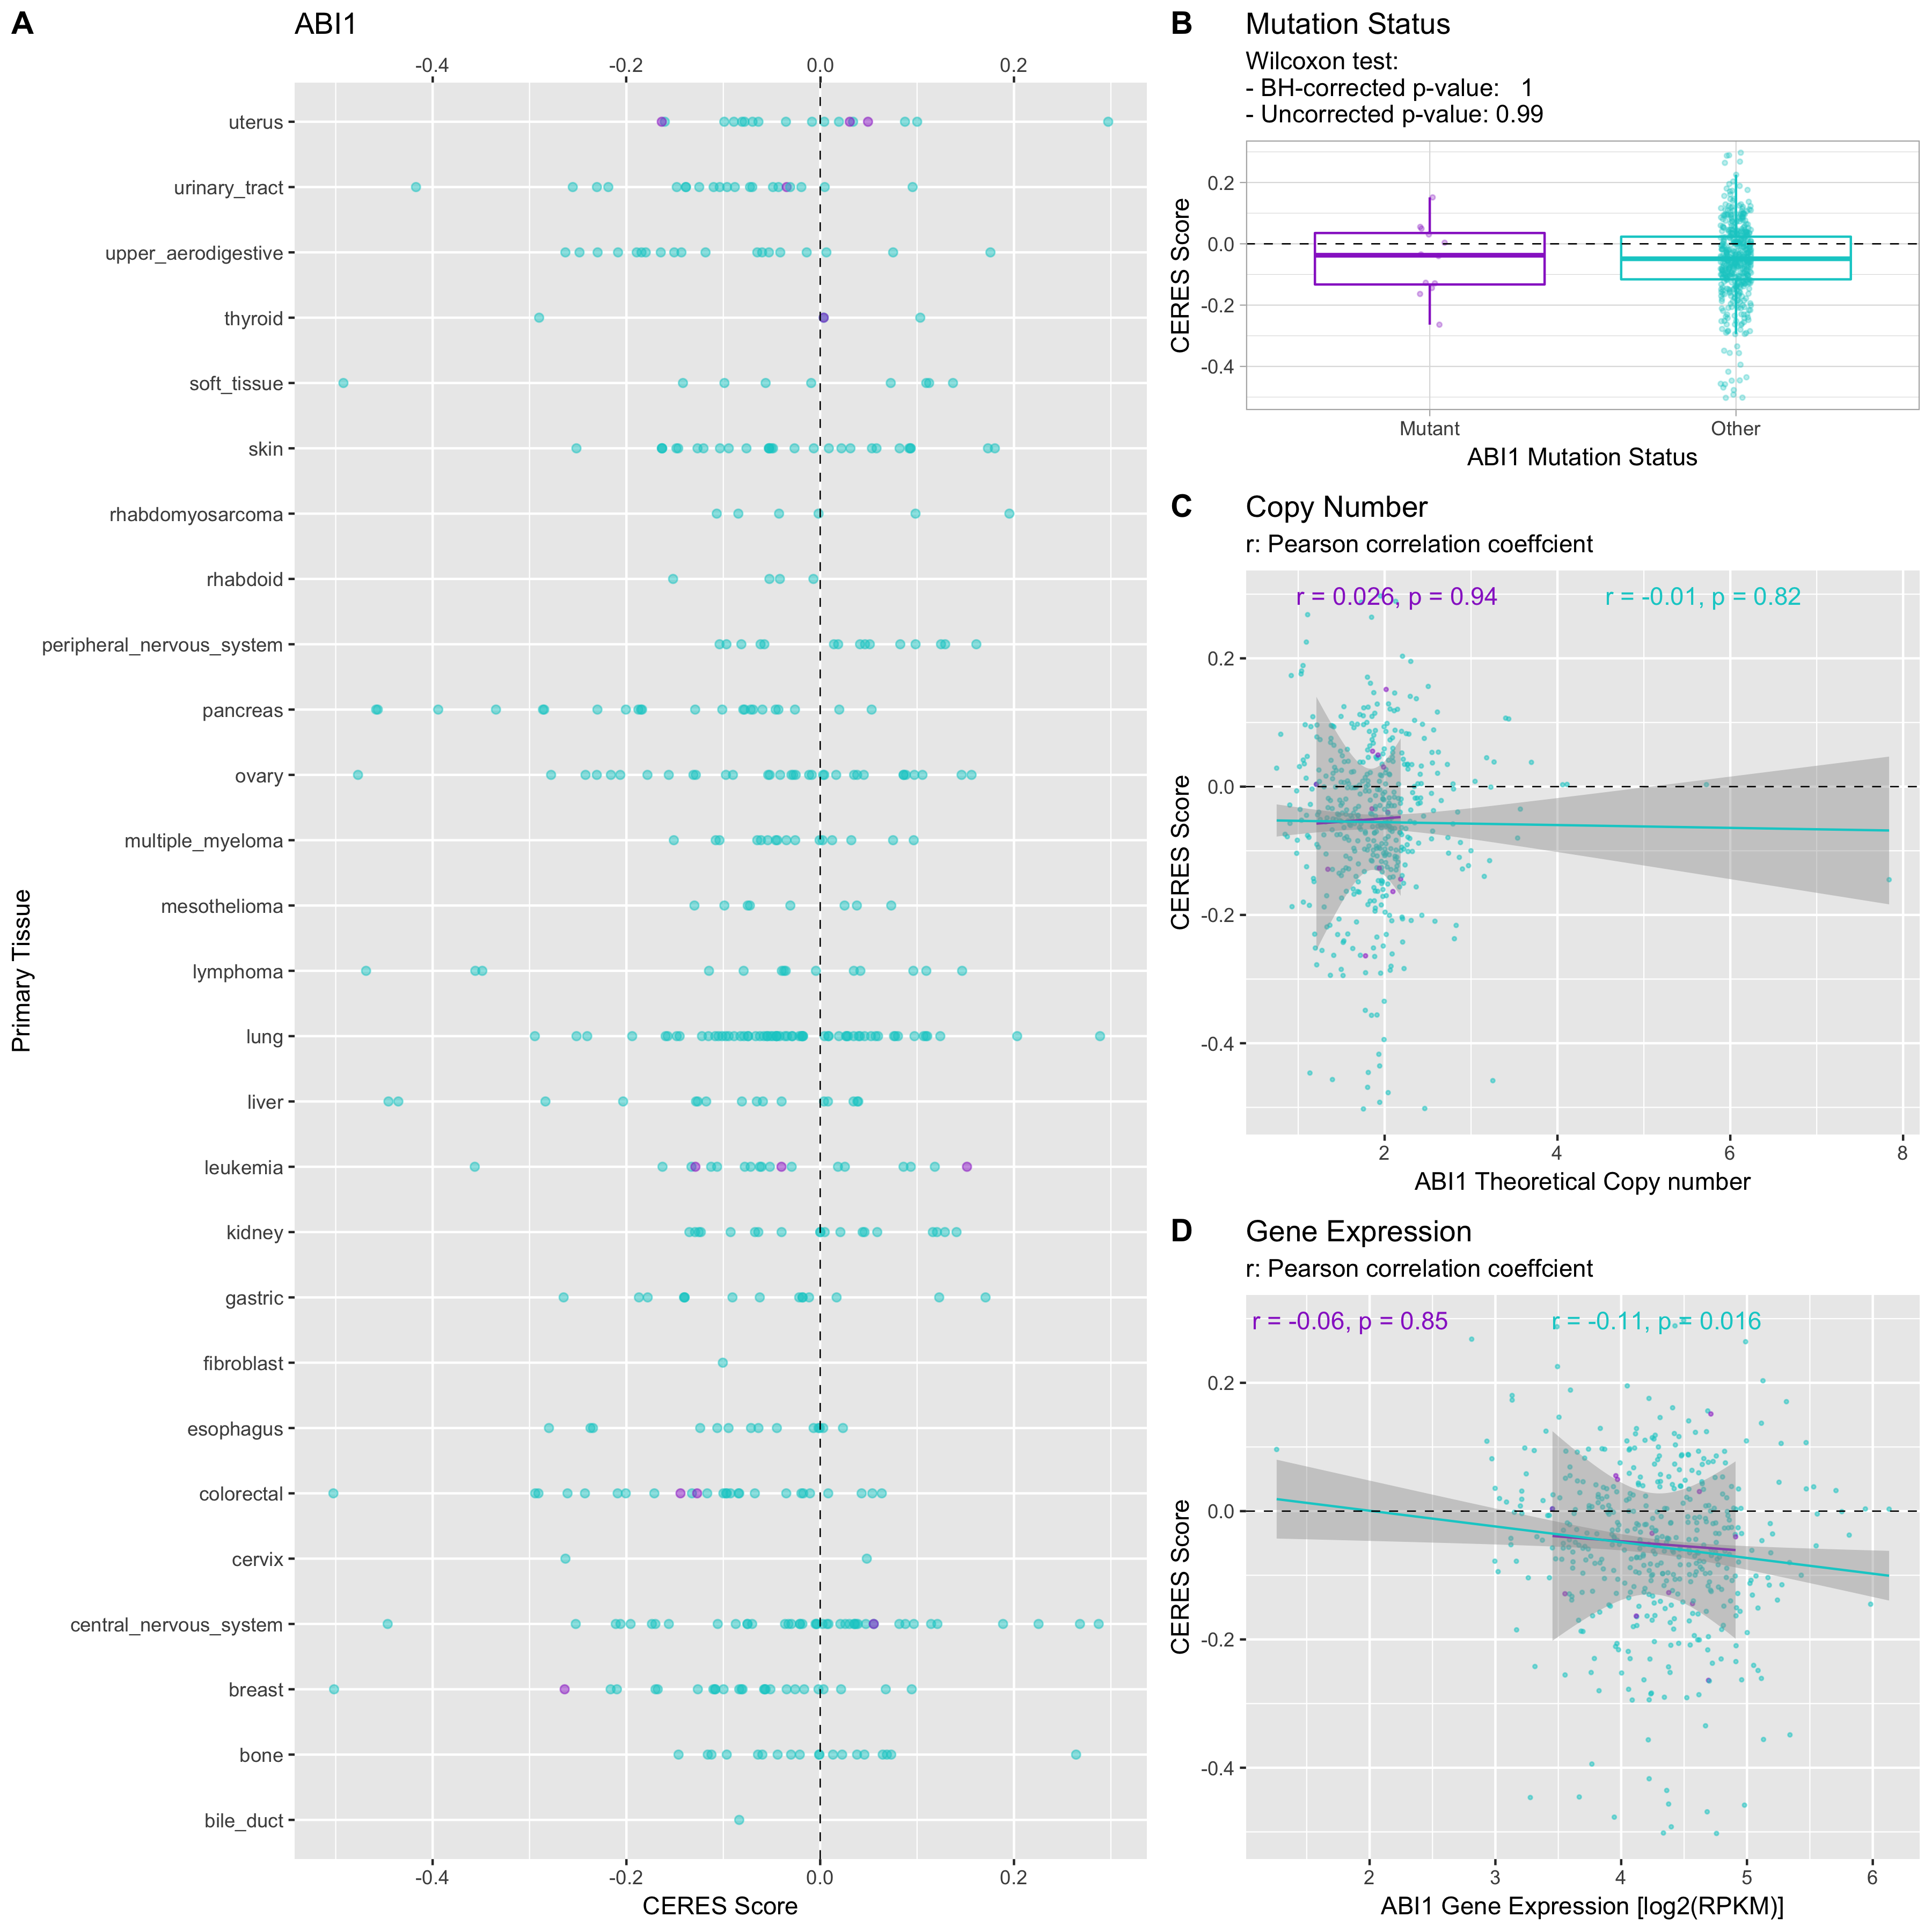 A
ABI1
-0.4 -0.2 0.0 0.2
uterus
urinary_tract
upper_aerodigestive
thyroid
soft_tissue
skin
rhabdomyosarcoma
rhabdoid
peripheral_nervous_system
pancreas
ovary
multiple_myeloma
mesothelioma
lymphoma
lung
liver
leukemia
kidney
gastric
fibroblast
esophagus
colorectal
cervix
central_nervous_system
breast
bone
bile_duct
Primary Tissue
-0.4 -0.2 0.0 0.2
CERES Score
B
Mutation Status
Wilcoxon test:
- BH-corrected p-value: 1
- Uncorrected p-value: 0.99
CERES Score
0.2
0.0
-0.2
-0.4
Mutant Other
ABI1 Mutation Status
C
Copy Number
r: Pearson correlation coeffcient
r = 0.026, p = 0.94 r = -0.01, p = 0.82
CERES Score
0.2
0.0
-0.2
-0.4
2 4 6 8
ABI1 Theoretical Copy number
D
Gene Expression
r: Pearson correlation coeffcient
r = -0.06, p = 0.85 r = -0.11, p = 0.016
CERES Score
0.2
0.0
-0.2
-0.4
2 3 4 5 6
ABI1 Gene Expression [log2(RPKM)]